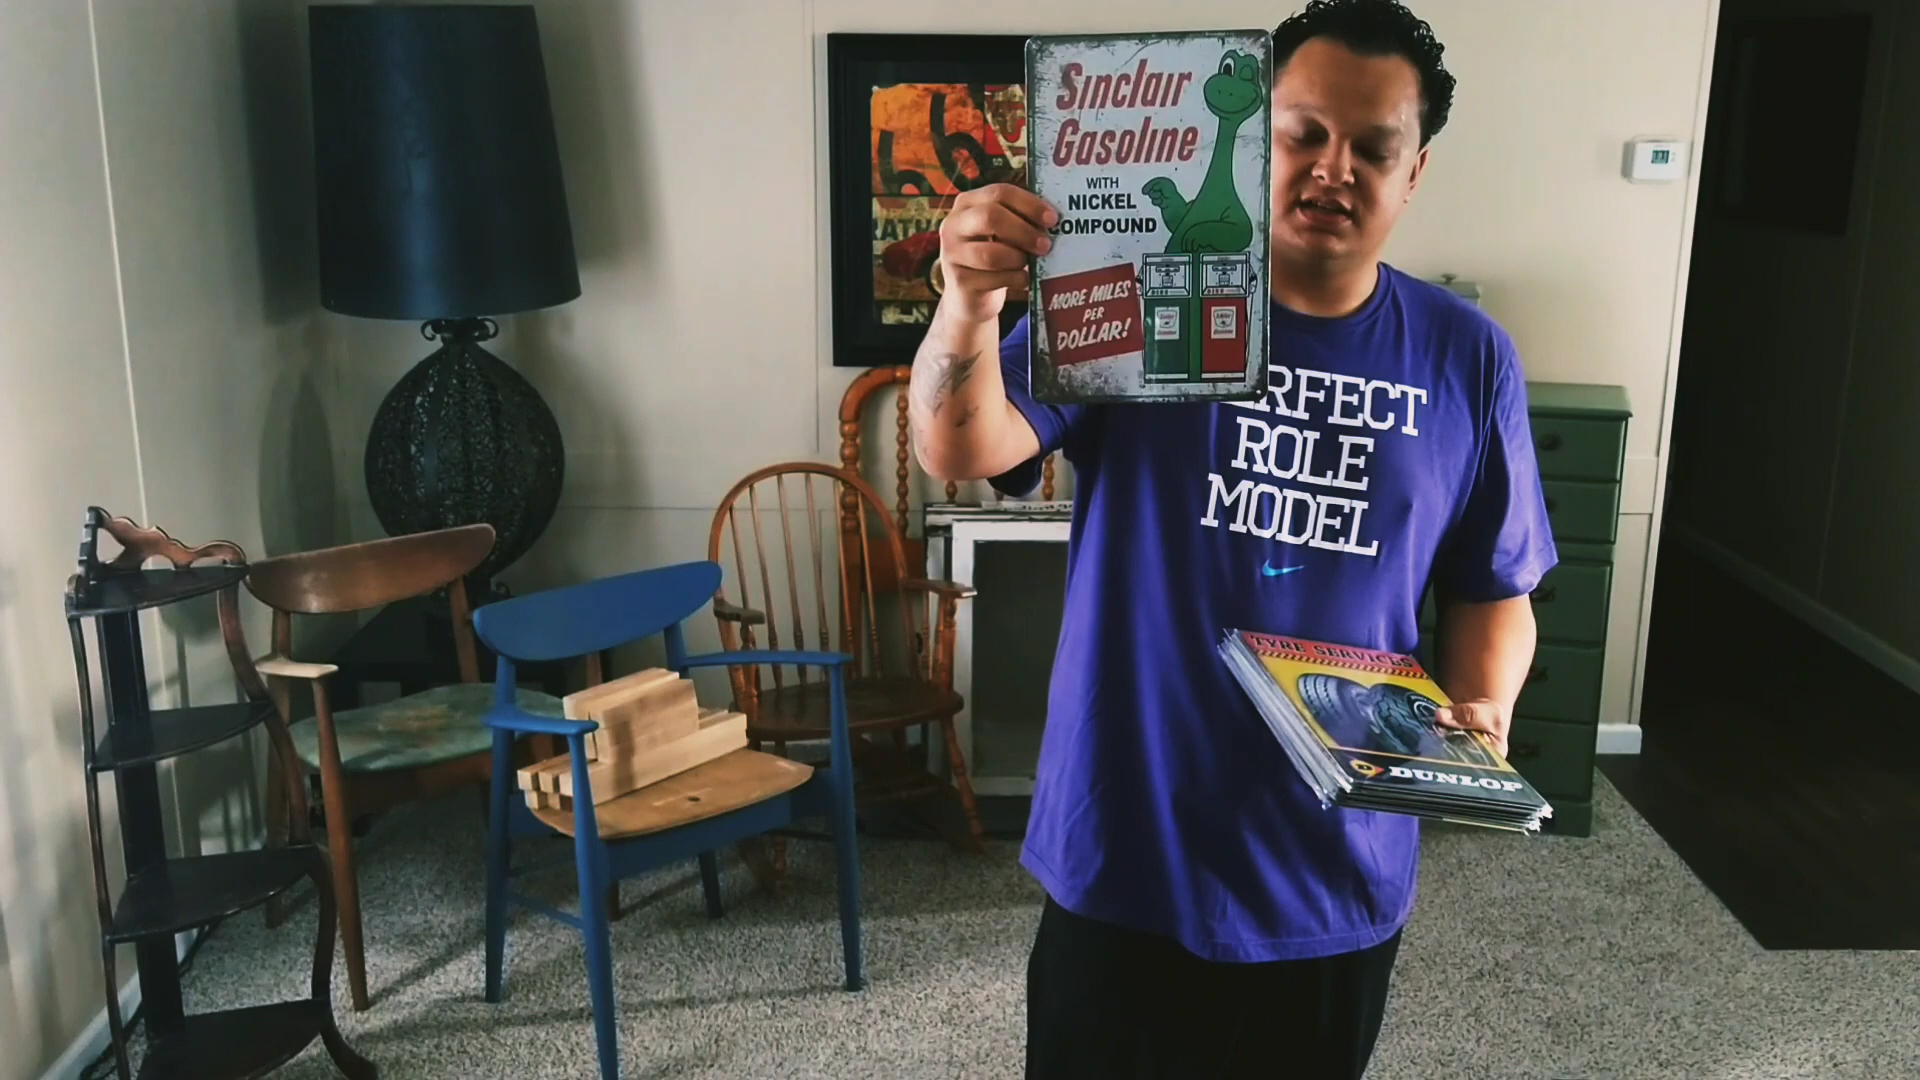 Sinclair
Gasoline
WITH
NICKEL
COMPOUND
MORE MILES
PER
DOLLAR!
RFECT
ROLE
MODEL
TYRE SERVICES
DUNLOP